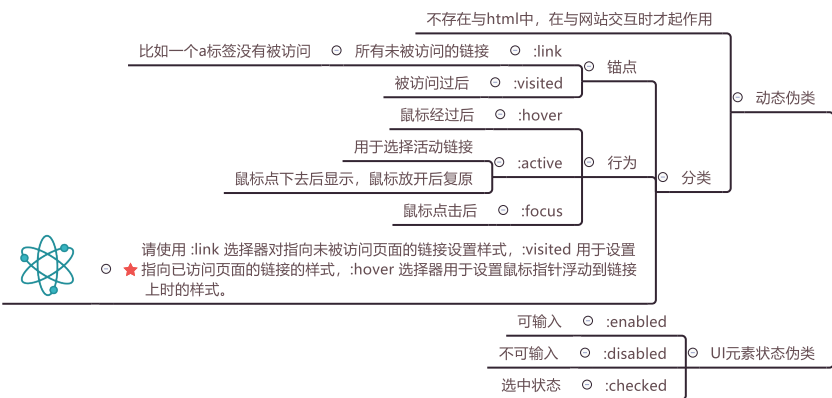 不存在与html中，在与网站交互时才起作用
比如一个a标签没有被访问 所有未被访问的链接 :link
锚点
被访问过后 :visited
动态伪类
鼠标经过后 :hover
用于选择活动链接
:active 行为
鼠标点下去后显示，鼠标放开后复原
分类
鼠标点击后 :focus
请使用 :link 选择器对指向未被访问页面的链接设置样式，:visited 用于设置
指向已访问页面的链接的样式，:hover 选择器用于设置鼠标指针浮动到链接
上时的样式。
可输入 :enabled
不可输入 :disabled UI元素状态伪类
选中状态 :checked